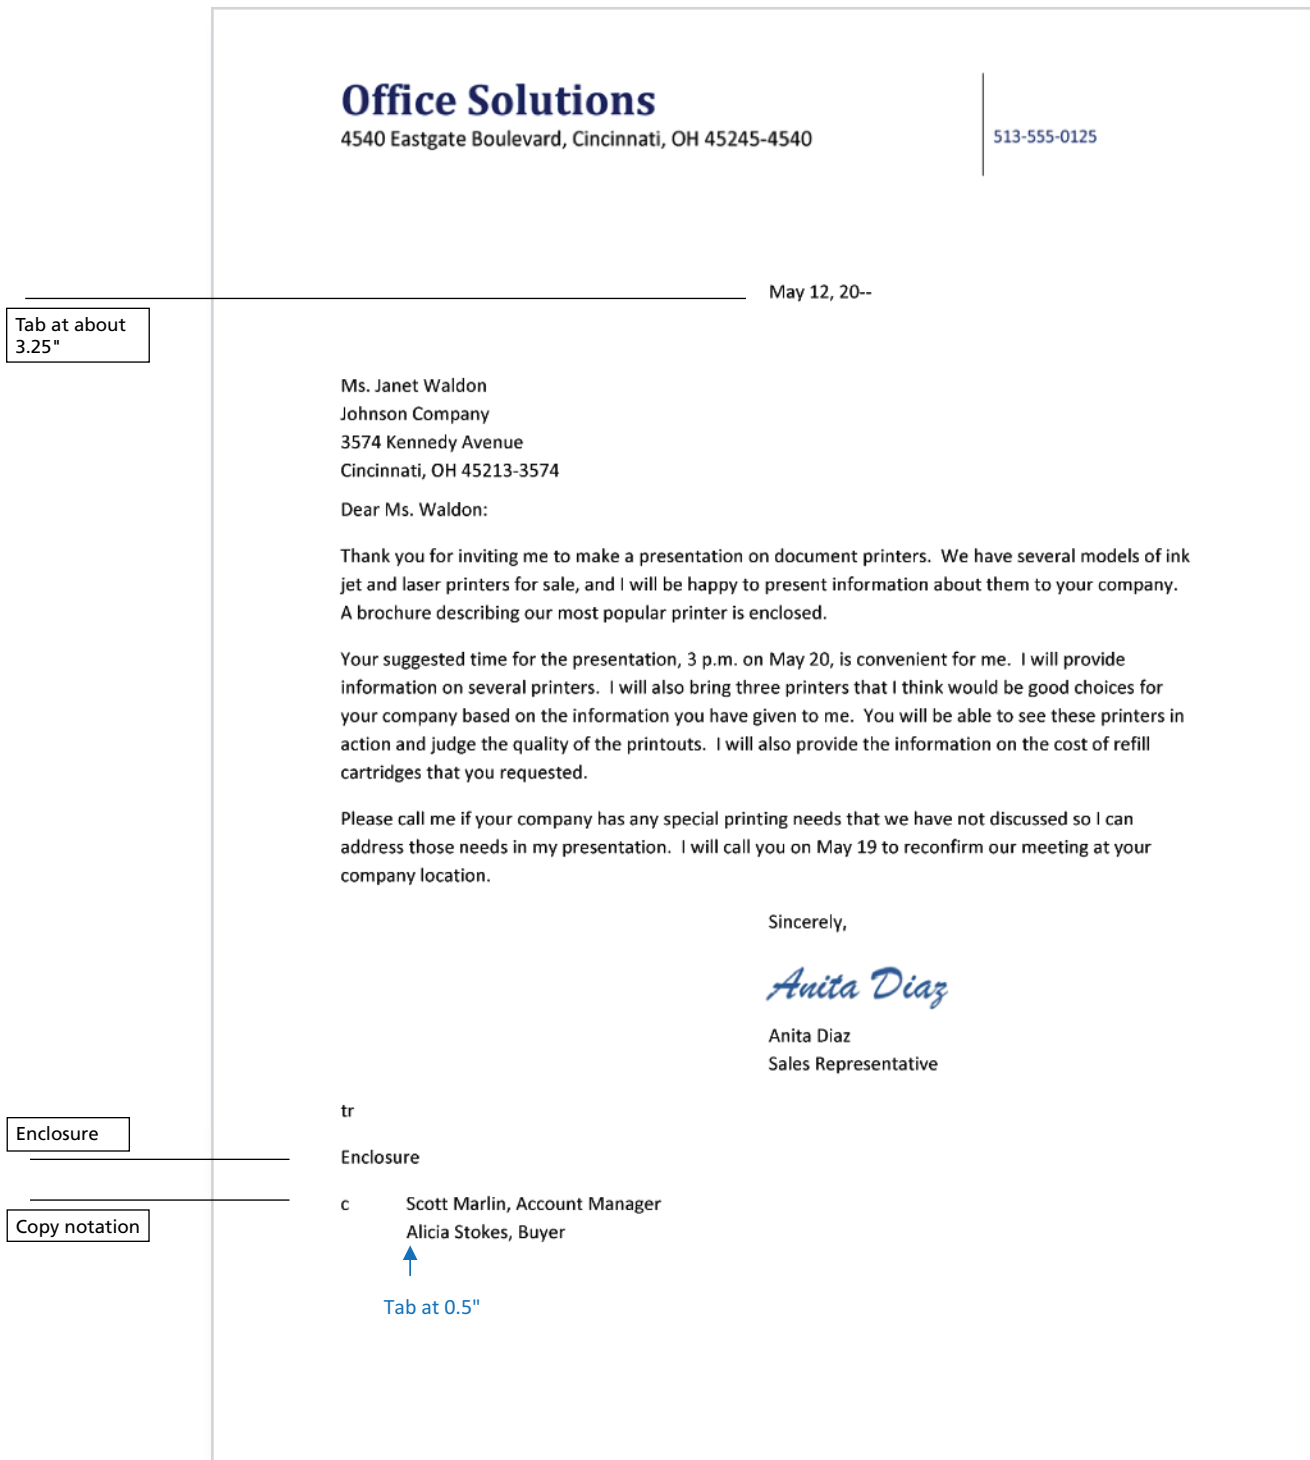 Office Solutions
4540 Eastgate Boulevard, Cincinnati, OH 45245-4540
513-555-0125
May 12, 20--
Tab at about
3.25"
Ms. Janet Waldon
Johnson Company
3574 Kennedy Avenue
Cincinnati, OH 45213-3574
Dear Ms. Waldon:
Thank you for inviting me to make a presentation on document printers.  We have several models of ink
jet and laser printers for sale, and I will be happy to present information about them to your company.
A brochure describing our most popular printer is enclosed.
Your suggested time for the presentation, 3 p.m. on May 20, is convenient for me.  I will provide
information on several printers.  I will also bring three printers that I think would be good choices for
your company based on the information you have given to me.  You will be able to see these printers in
action and judge the quality of the printouts.  I will also provide the information on the cost of refill
cartridges that you requested.
Please call me if your company has any special printing needs that we have not discussed so I can
address those needs in my presentation.  I will call you on May 19 to reconfirm our meeting at your
company location.
Sincerely,
Anita Diaz
Anita Diaz
Sales Representative
tr
Enclosure
Enclosure
c Scott Marlin, Account Manager
Alicia Stokes, Buyer
Copy notation
Tab at 0.5"